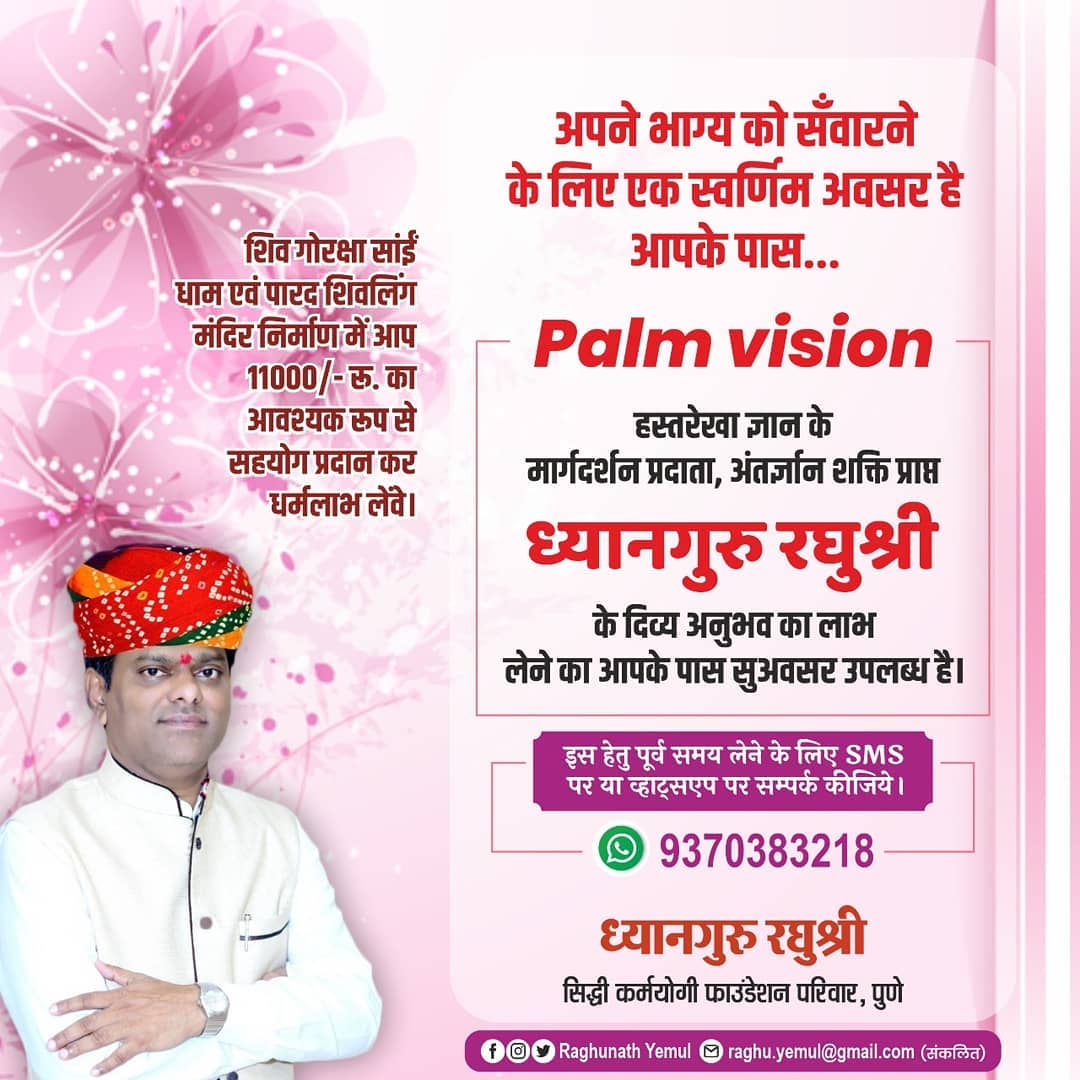 अपने भाग्य को सँवारने
के लिए एक स्वर्णिम अवसर है
आपके पास...
शिव गोरक्षा सांईं
धाम एवं पारद शिवलिंग
मंदिर निर्माण में आप
11000/- रू. का
आवश्यक रूप से
सहयोग प्रदान कर
धर्मलाभ लेंवे।
Palm vision
हस्तरेखा ज्ञान के
मार्गदर्शन प्रदाता, अंतर्ज्ञान शक्ति प्राप्त
ध्यानगुरु रघुश्री
के दिव्य अनुभव का लाभ
लेने का आपके पास सुअवसर उपलब्ध है।
इस हेतु पूर्व समय लेने के लिए SMS
पर या व्हाट्सएप पर सम्पर्क कीजिये।
9370383218
ध्यानगुरु रघुश्री
सिद्धी कर्मयोगी फाउंडेशन परिवार, पुणे
Raghunath Yemul raghu.yemul@gmail.com (संकलित)